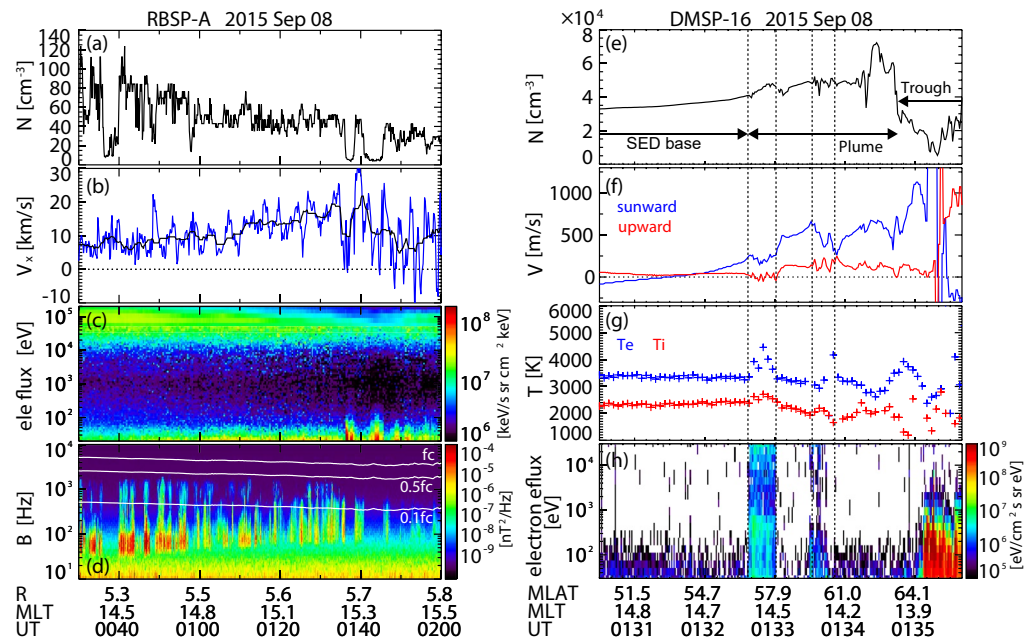 RBSP-A 2015 Sep 08
(a)
N [cm⁻³]
140
120
100
80
60
40
20
0
(b)
Vₓ [km/s]
30
20
10
0
-10
(c)
ele flux [eV]
10⁵
10⁴
10³
10²
10⁸
10⁷
10⁶
[keV/s sr cm² keV]
(d)
B [Hz]
10⁴
10³
10²
10¹
fc
0.5fc
0.1fc
10⁻⁴
10⁻⁵
10⁻⁶
10⁻⁷
10⁻⁸
10⁻⁹
[nT²/Hz]
R 5.3 5.5 5.6 5.7 5.8
MLT 14.5 14.8 15.1 15.3 15.5
UT 0040 0100 0120 0140 0200
×10⁴ DMSP-16 2015 Sep 08
(e)
N [cm⁻³]
8
6
4
2
0
Trough
SED base
Plume
(f)
V [m/s]
1000
500
0
sunward
upward
(g)
T [K]
6000
5000
4000
3000
2000
1000
Te Ti
(h)
electron eflux
[eV]
10⁴
10³
10²
10⁹
10⁸
10⁷
10⁶
10⁵
[eV/cm² s sr eV]
MLAT 51.5 54.7 57.9 61.0 64.1
MLT 14.8 14.7 14.5 14.2 13.9
UT 0131 0132 0133 0134 0135